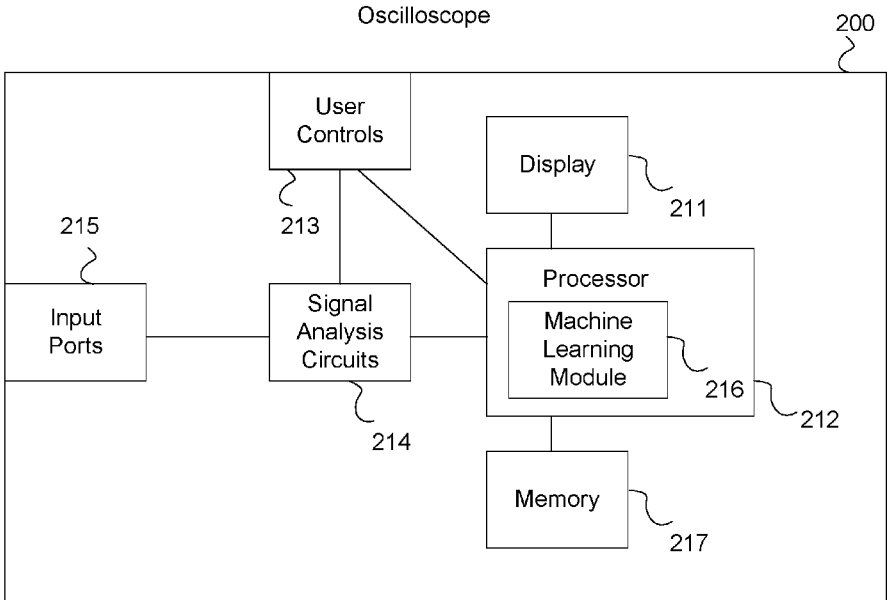 Oscilloscope
200
User
Controls
213
Display
211
215
Input
Ports
Signal
Analysis
Circuits
214
Processor
Machine
Learning
Module
216
212
Memory
217